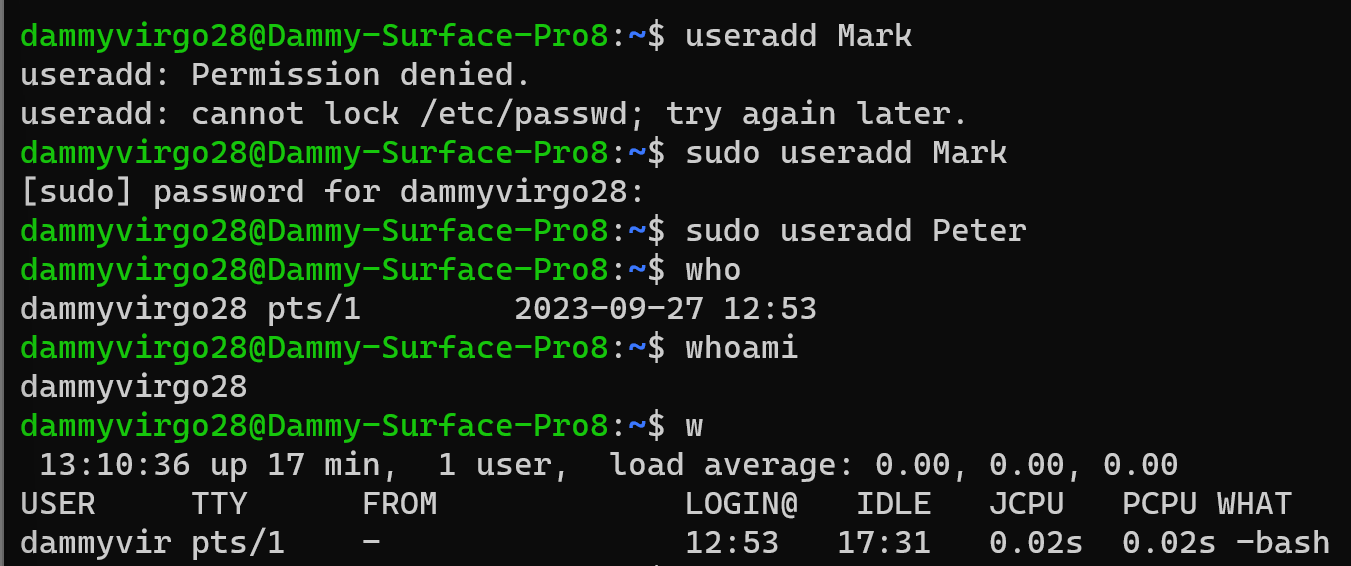 dammyvirgo28@Dammy-Surface-Pro8:~$ useradd Mark
useradd: Permission denied.
useradd: cannot lock /etc/passwd; try again later.
dammyvirgo28@Dammy-Surface-Pro8:~$ sudo useradd Mark
[sudo] password for dammyvirgo28:
dammyvirgo28@Dammy-Surface-Pro8:~$ sudo useradd Peter
dammyvirgo28@Dammy-Surface-Pro8:~$ who
dammyvirgo28 pts/1        2023-09-27 12:53
dammyvirgo28@Dammy-Surface-Pro8:~$ whoami
dammyvirgo28
dammyvirgo28@Dammy-Surface-Pro8:~$ w
 13:10:36 up 17 min,  1 user,  load average: 0.00, 0.00, 0.00
USER     TTY      FROM             LOGIN@   IDLE   JCPU   PCPU WHAT
dammyvir pts/1    -                12:53   17:31   0.02s  0.02s -bash